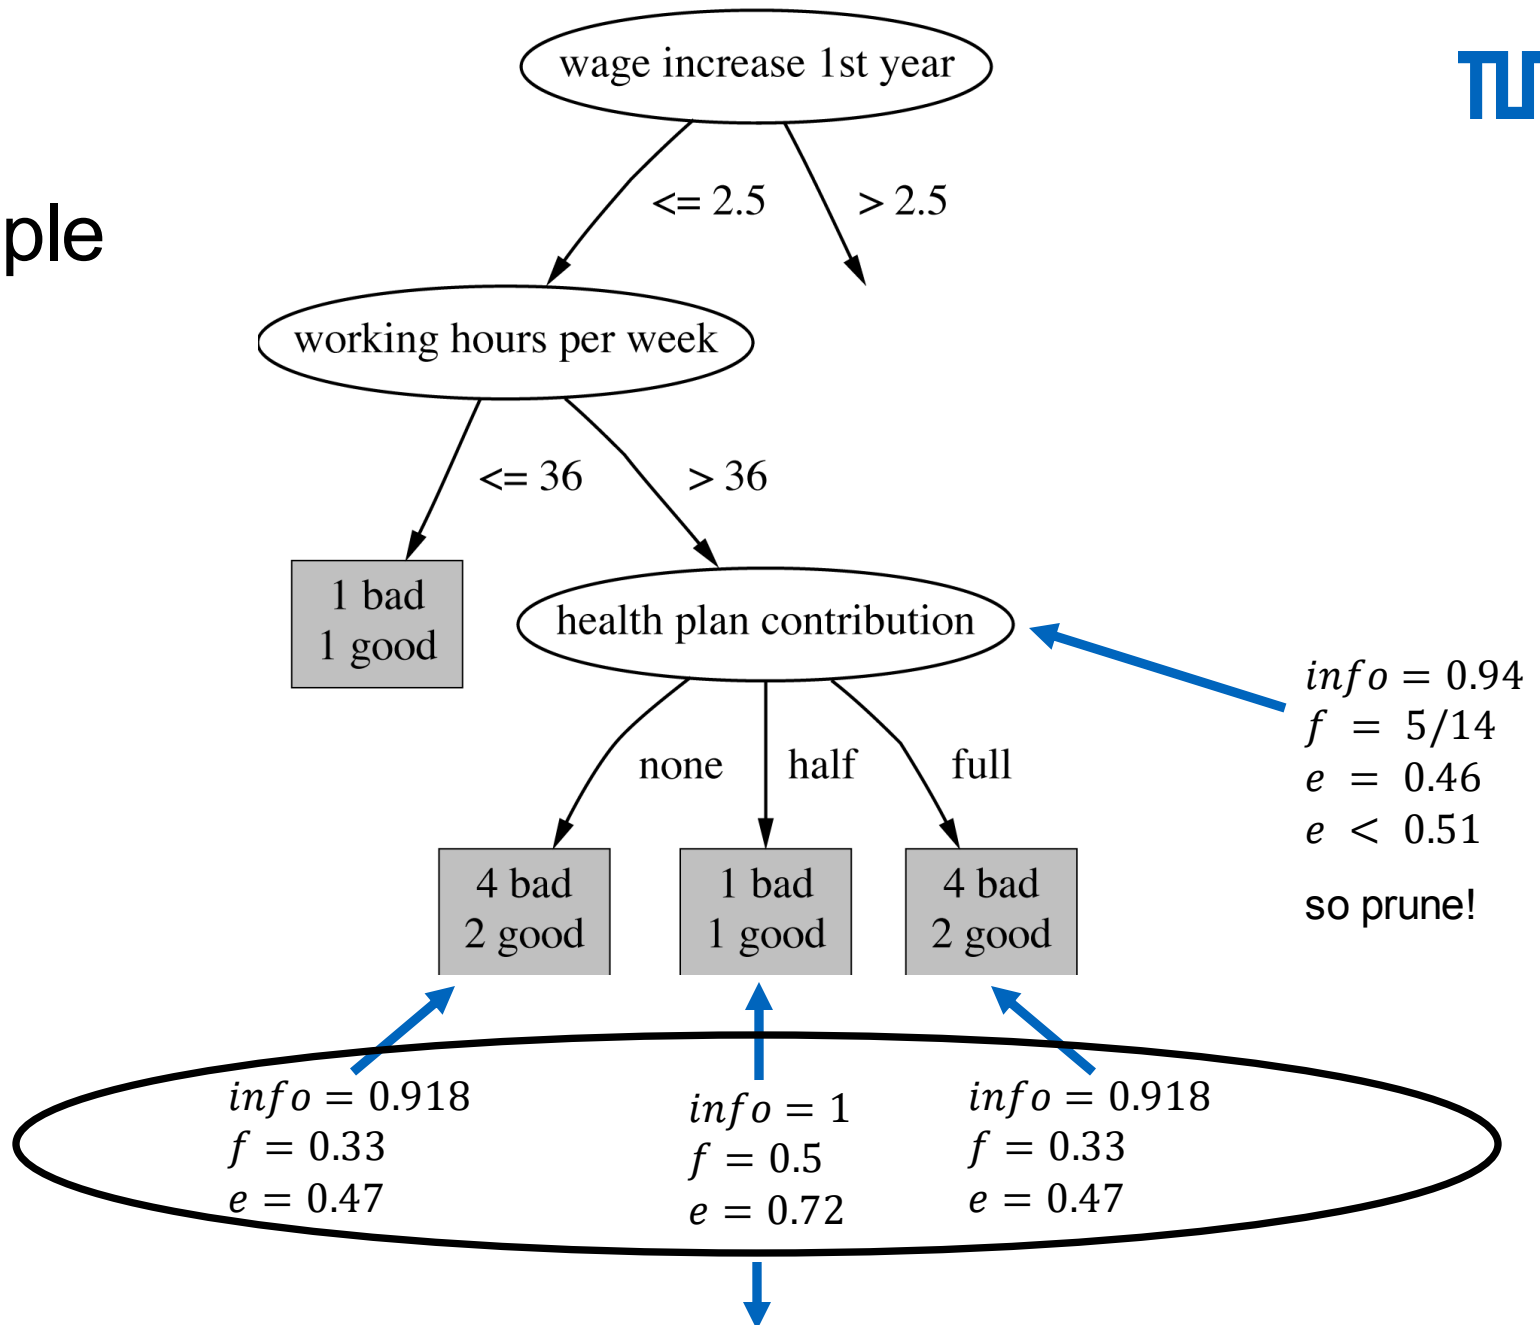 wage increase 1st year
ple
<= 2.5
> 2.5
working hours per week
<= 36
> 36
1 bad
1 good
health plan contribution
info = 0.94
f = 5/14
e = 0.46
e < 0.51
so prune!
none
half
full
4 bad
2 good
1 bad
1 good
4 bad
2 good
info = 0.918
f = 0.33
e = 0.47
info = 1
f = 0.5
e = 0.72
info = 0.918
f = 0.33
e = 0.47